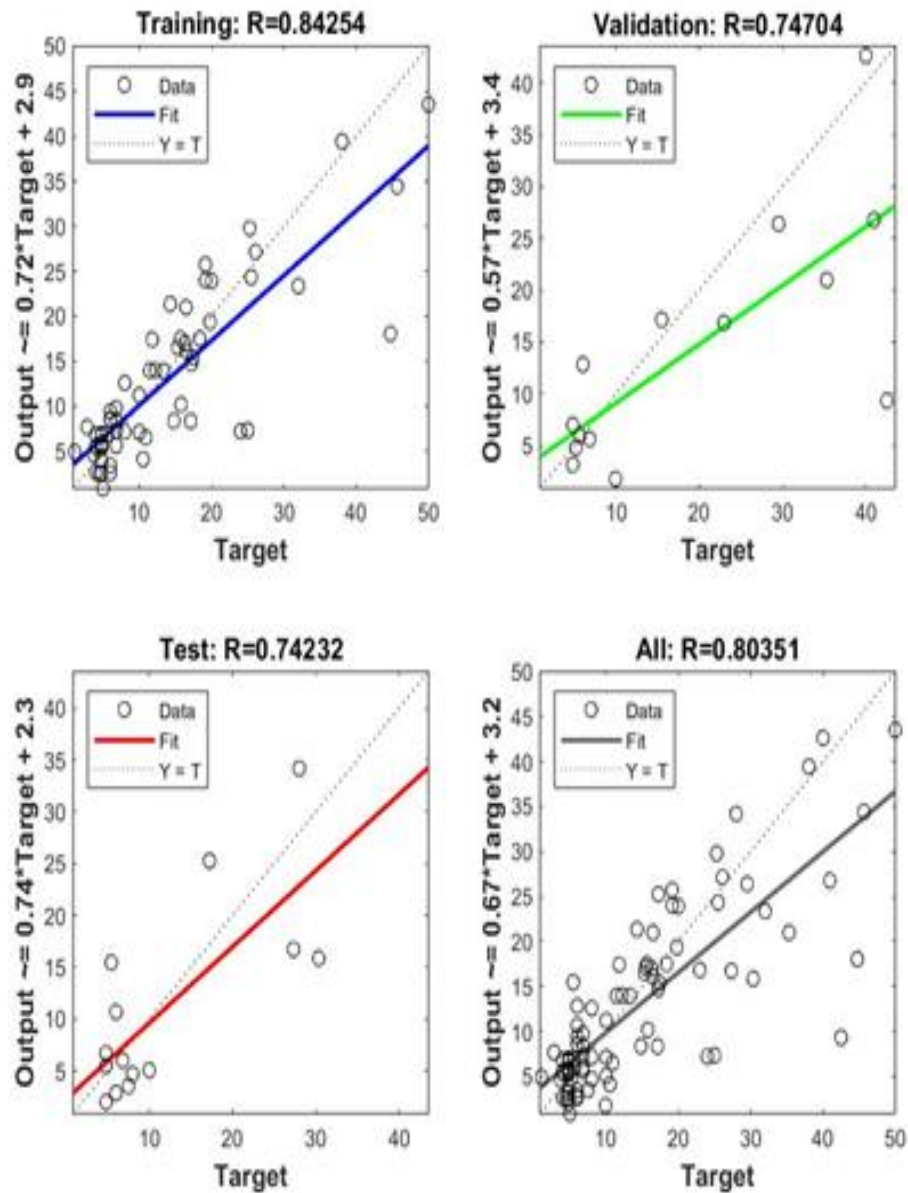 Training: R=0.84254
Output ~= 0.72*Target + 2.9
50
45
40
35
30
25
20
15
10
5
Data
Fit
Y = T
10 20 30 40 50
Target
Validation: R=0.74704
Output ~= 0.57*Target + 3.4
40
35
30
25
20
15
10
5
Data
Fit
Y = T
10 20 30 40
Target
Test: R=0.74232
Output ~= 0.74*Target + 2.3
40
35
30
25
20
15
10
5
Data
Fit
Y = T
10 20 30 40
Target
All: R=0.80351
Output ~= 0.67*Target + 3.2
50
45
40
35
30
25
20
15
10
5
Data
Fit
Y = T
10 20 30 40 50
Target